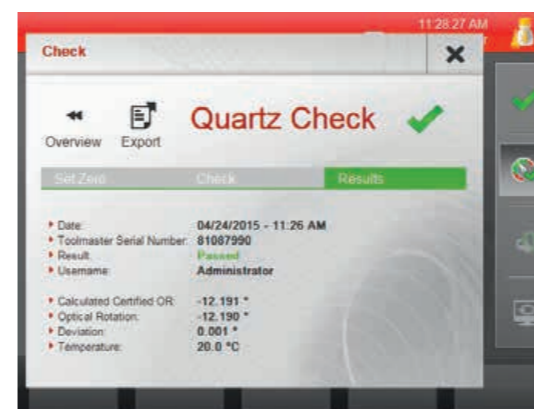 11:28:27 AM
Check
Quartz Check
Overview Export
Set Zero Check Results
Date: 04/24/2015 - 11:26 AM
Toolmaster Serial Number: 81087990
Result: Passed
Username: Administrator
Calculated Certified OR: -12.191 °
Optical Rotation: -12.190 °
Deviation: 0.001 °
Temperature: 20.0 °C